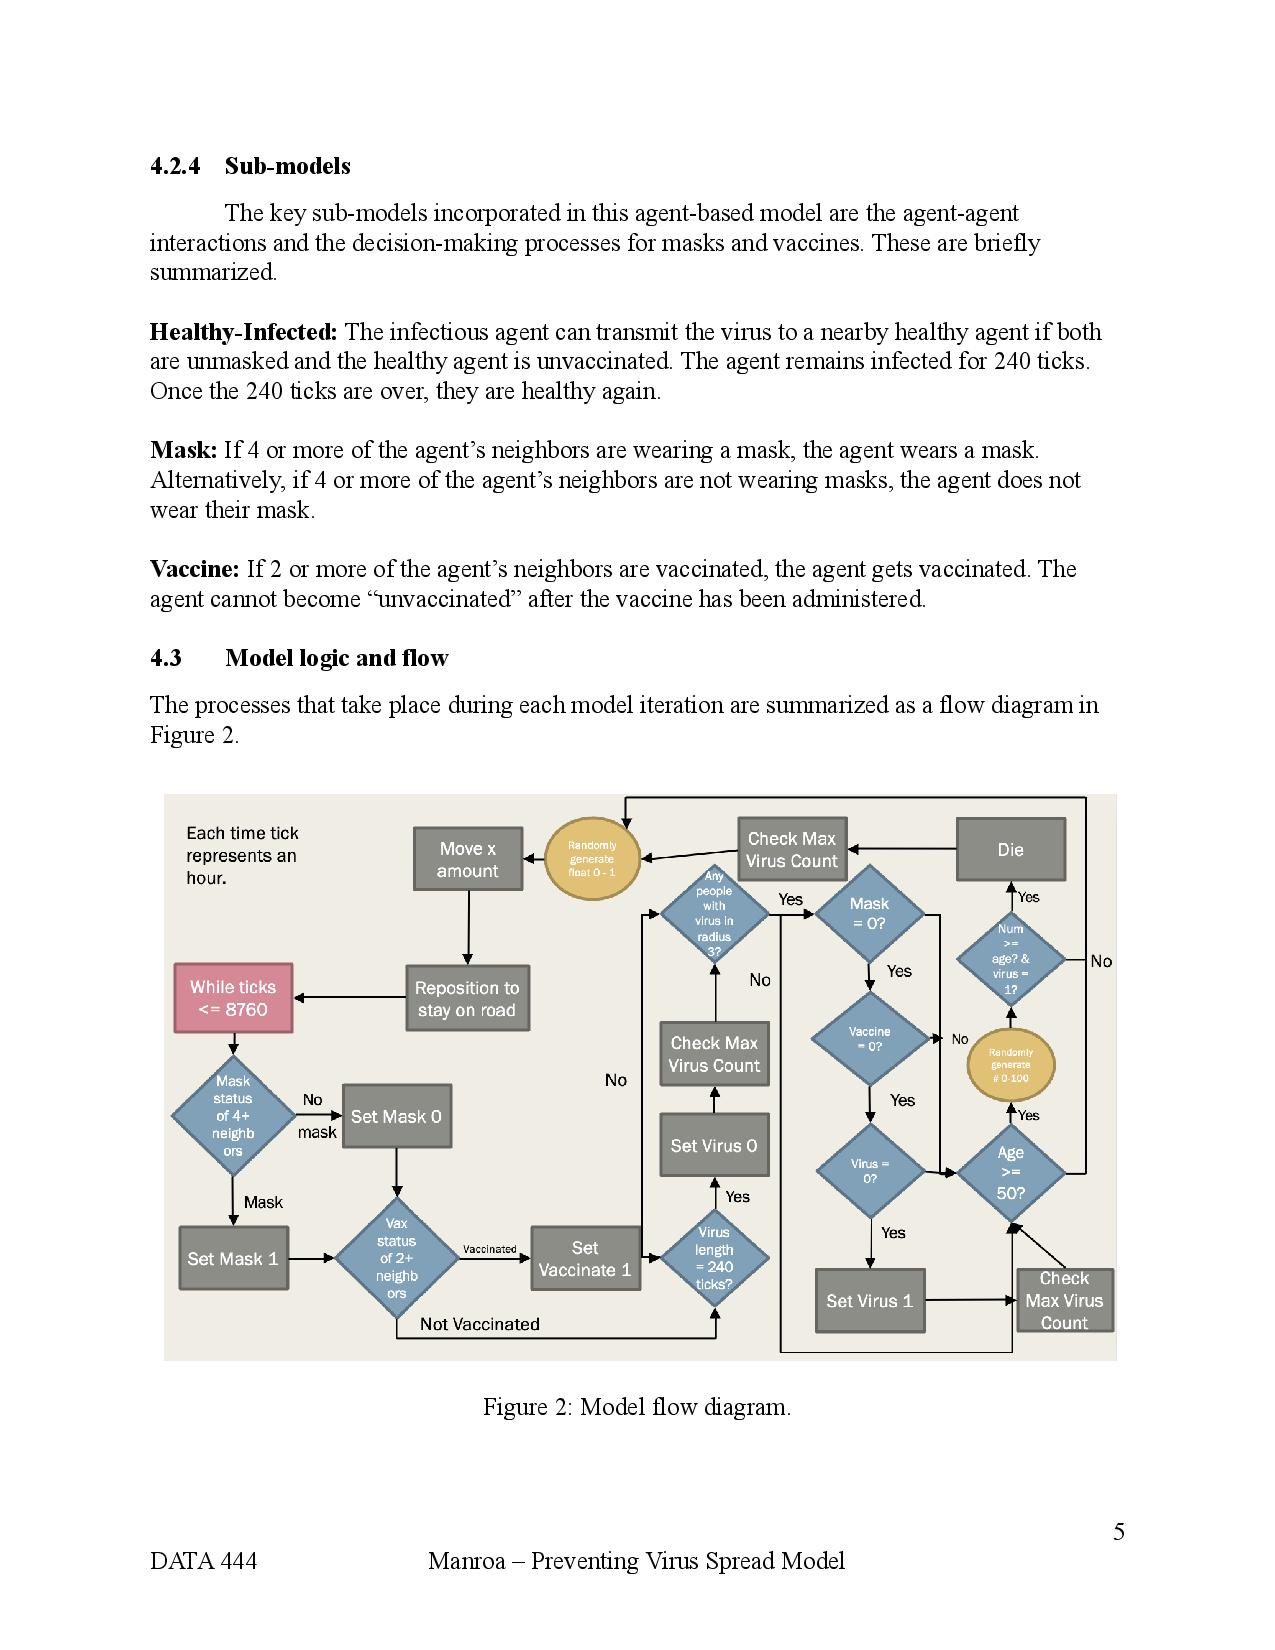 4.2.4 Sub-models
The key sub-models incorporated in this agent-based model are the agent-agent
interactions and the decision-making processes for masks and vaccines. These are briefly
summarized.
Healthy-Infected: The infectious agent can transmit the virus to a nearby healthy agent if both
are unmasked and the healthy agent is unvaccinated. The agent remains infected for 240 ticks.
Once the 240 ticks are over, they are healthy again.
Mask: If 4 or more of the agent’s neighbors are wearing a mask, the agent wears a mask.
Alternatively, if 4 or more of the agent’s neighbors are not wearing masks, the agent does not
wear their mask.
Vaccine: If 2 or more of the agent’s neighbors are vaccinated, the agent gets vaccinated. The
agent cannot become “unvaccinated” after the vaccine has been administered.
4.3 Model logic and flow
The processes that take place during each model iteration are summarized as a flow diagram in
Figure 2.
Each time tick
represents an
hour.
Move x
amount
Randomly
generate
float 0 - 1
Check Max
Virus Count
Die
Reposition to
stay on road
While ticks
<= 8760
Mask
status
of 4+
neighb
ors
No
mask
Set Mask 0
Mask
Set Mask 1
Vax
status
of 2+
neighb
ors
Vaccinated
Set
Vaccinate 1
Not Vaccinated
Virus
length
= 240
ticks?
Yes
Set Virus 0
Check Max
Virus Count
No
Any
people
with
virus in
radius
3?
Yes
No
Mask
= 0?
Yes
Vaccine
= 0?
No
Yes
Virus =
0?
Yes
Set Virus 1
Check
Max Virus
Count
Age
>=
50?
Yes
Randomly
generate
# 0-100
Num
>=
age? &
virus =
1?
Yes
No
Figure 2: Model flow diagram.
5
DATA 444 Manroa – Preventing Virus Spread Model